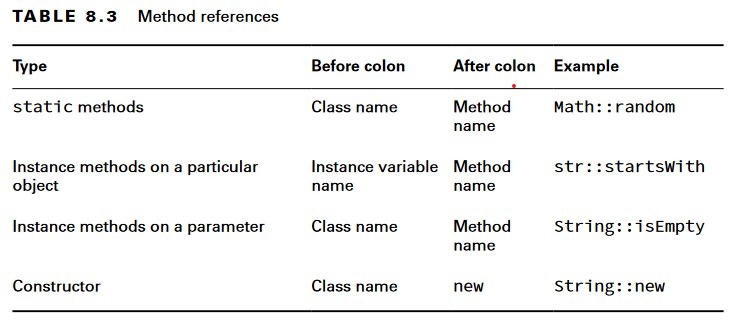 TABLE 8.3 Method references
Type Before colon After colon Example
static methods Class name Method name Math::random
Instance methods on a particular object Instance variable name Method name str::startsWith
Instance methods on a parameter Class name Method name String::isEmpty
Constructor Class name new String::new